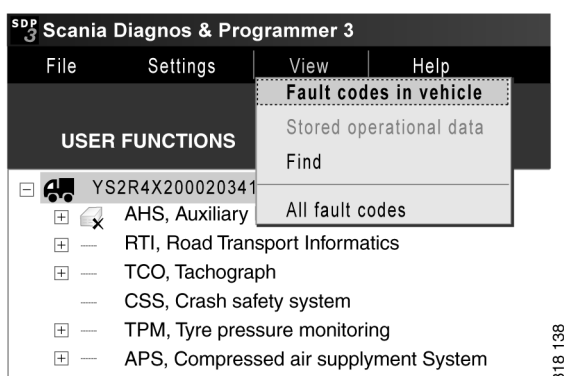 SDP3 Scania Diagnos & Programmer 3
File Settings View Help
Fault codes in vehicle
Stored operational data
Find
All fault codes
USER FUNCTIONS
YS2R4X200020341
AHS, Auxiliary
RTI, Road Transport Informatics
TCO, Tachograph
CSS, Crash safety system
TPM, Tyre pressure monitoring
APS, Compressed air supplyment System
318 138